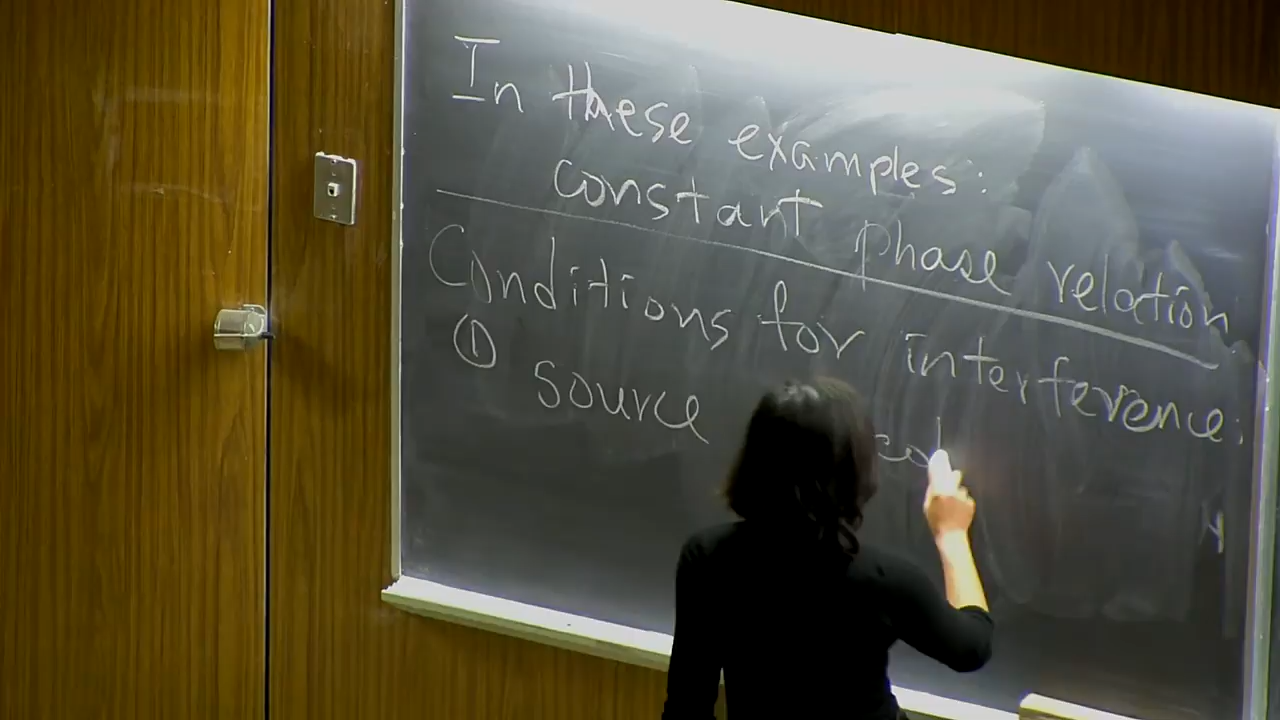 In these examples:
constant phase relation
Conditions for interference:
① source